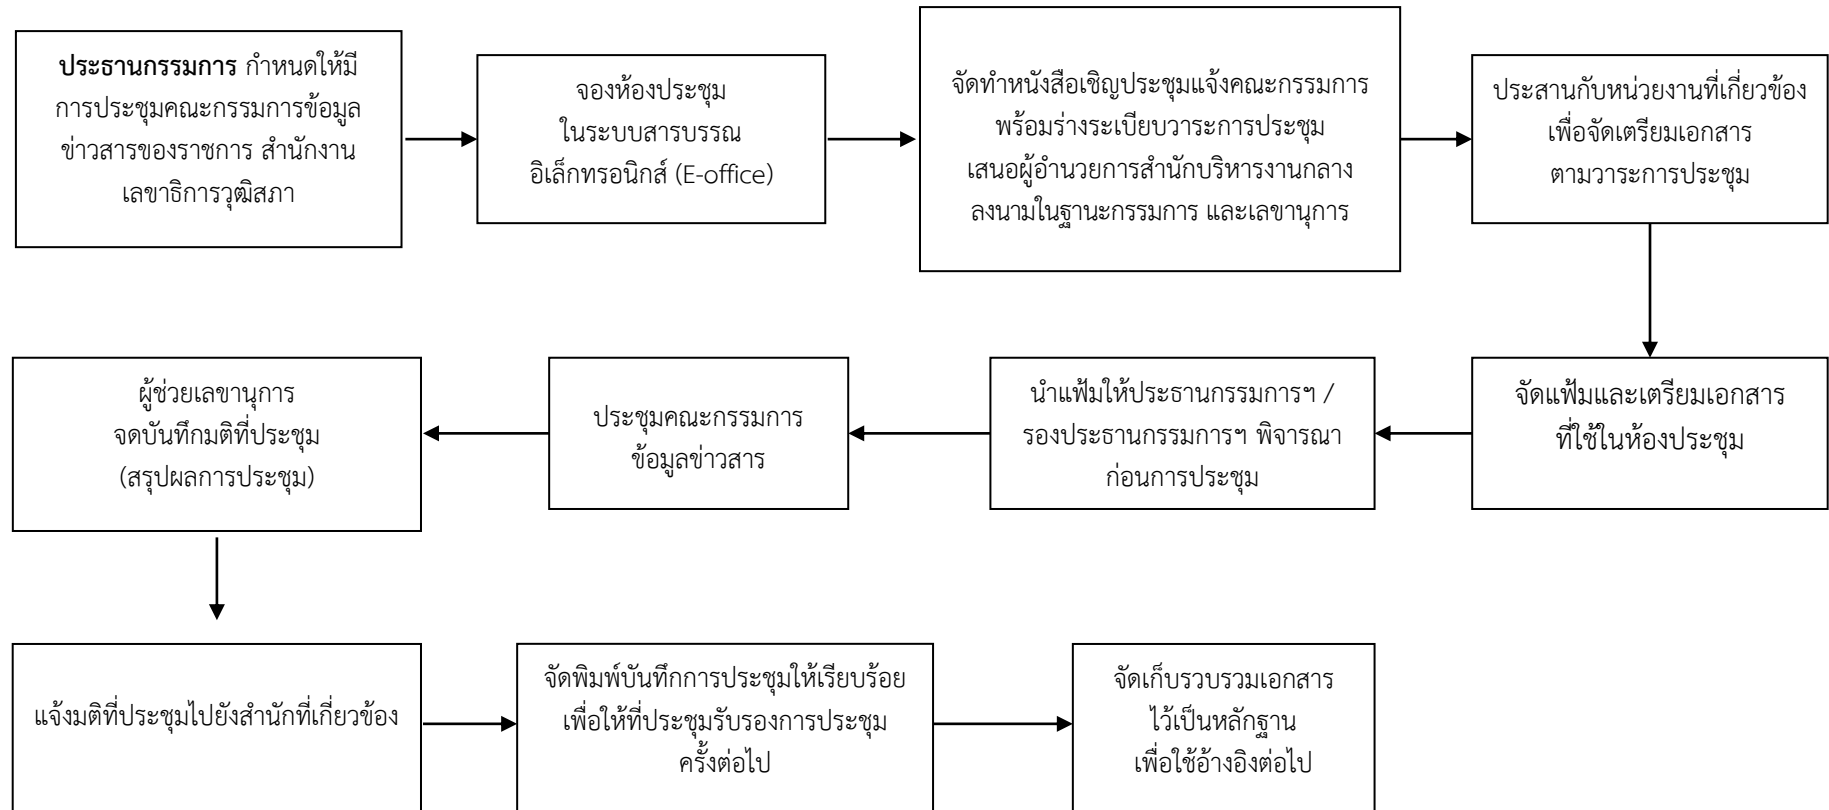 ประธานกรรมการ กำหนดให้มี
การประชุมคณะกรรมการข้อมูล
ข่าวสารของราชการ สำนักงาน
เลขาธิการวุฒิสภา
จองห้องประชุม
ในระบบสารบรรณ
อิเล็กทรอนิกส์ (E-office)
จัดทำหนังสือเชิญประชุมแจ้งคณะกรรมการ
พร้อมร่างระเบียบวาระการประชุม
เสนอผู้อำนวยการสำนักบริหารงานกลาง
ลงนามในฐานะกรรมการ และเลขานุการ
ประสานกับหน่วยงานที่เกี่ยวข้อง
เพื่อจัดเตรียมเอกสาร
ตามวาระการประชุม
จัดแฟ้มและเตรียมเอกสาร
ที่ใช้ในห้องประชุม
นำแฟ้มให้ประธานกรรมการฯ /
รองประธานกรรมการฯ พิจารณา
ก่อนการประชุม
ประชุมคณะกรรมการ
ข้อมูลข่าวสาร
ผู้ช่วยเลขานุการ
จดบันทึกมติที่ประชุม
(สรุปผลการประชุม)
แจ้งมติที่ประชุมไปยังสำนักที่เกี่ยวข้อง
จัดพิมพ์บันทึกการประชุมให้เรียบร้อย
เพื่อให้ที่ประชุมรับรองการประชุม
ครั้งต่อไป
จัดเก็บรวบรวมเอกสาร
ไว้เป็นหลักฐาน
เพื่อใช้อ้างอิงต่อไป